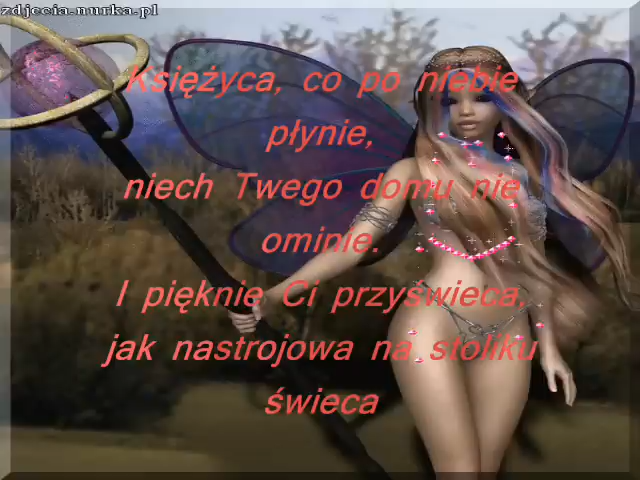 zdjecia.nurka.pl
Księżyca, co po niebie
płynie,
niech Twego domu nie
ominie.
I pięknie Ci przyświeca,
jak nastrojowa na stoliku
świeca